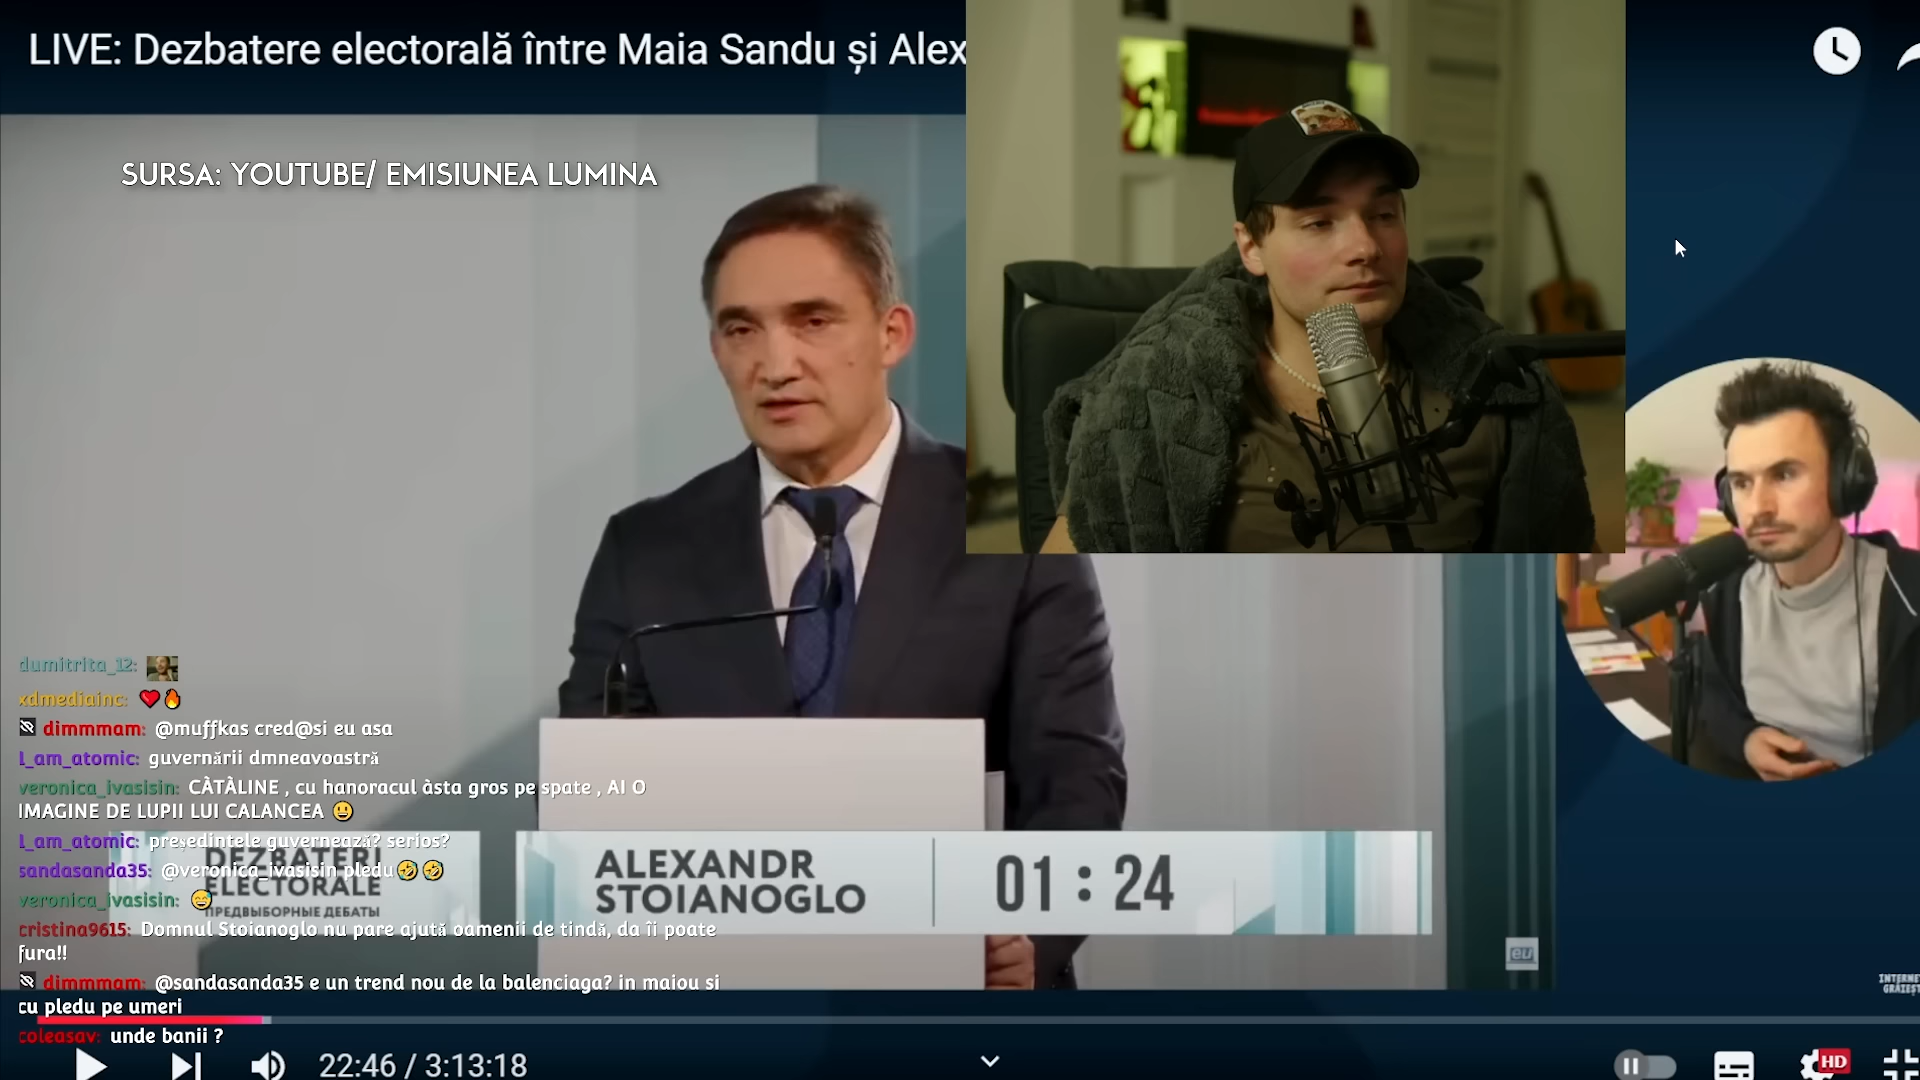 LIVE: Dezbatere electorală între Maia Sandu și Alex
SURSA: YOUTUBE/ EMISIUNEA LUMINA
dumitrita_12:
xdmediainc: ❤️🔥
dimmmam: @muffkas cred@si eu asa
I_am_atomic: guvernării dmneavoastră
veronica_ivasisin: CÀTÀLINE , cu hanoracul àsta gros pe spate , AI O
IMAGINE DE LUPII LUI CALANCEA 😀
I_am_atomic: președintele guvernează? serios?
sandasanda35: @veronica_ivasisin pledu🤣🤣
veronica_ivasisin: 😅
cristina9615: Domnul Stoianoglo nu pare ajută oamenii de tindă, da îi poate
fura!!
dimmmam: @sandasanda35 e un trend nou de la balenciaga? in maiou si
cu pledu pe umeri
coleasav: unde banii ?
DEZBATERI
ELECTORALE
ПРЕДВЫБОРНЫЕ ДЕБАТЫ
ALEXANDR
STOIANOGLO
01 : 24
eu
INTERNET
GRĂIEȘT
22:46 / 3:13:18
HD